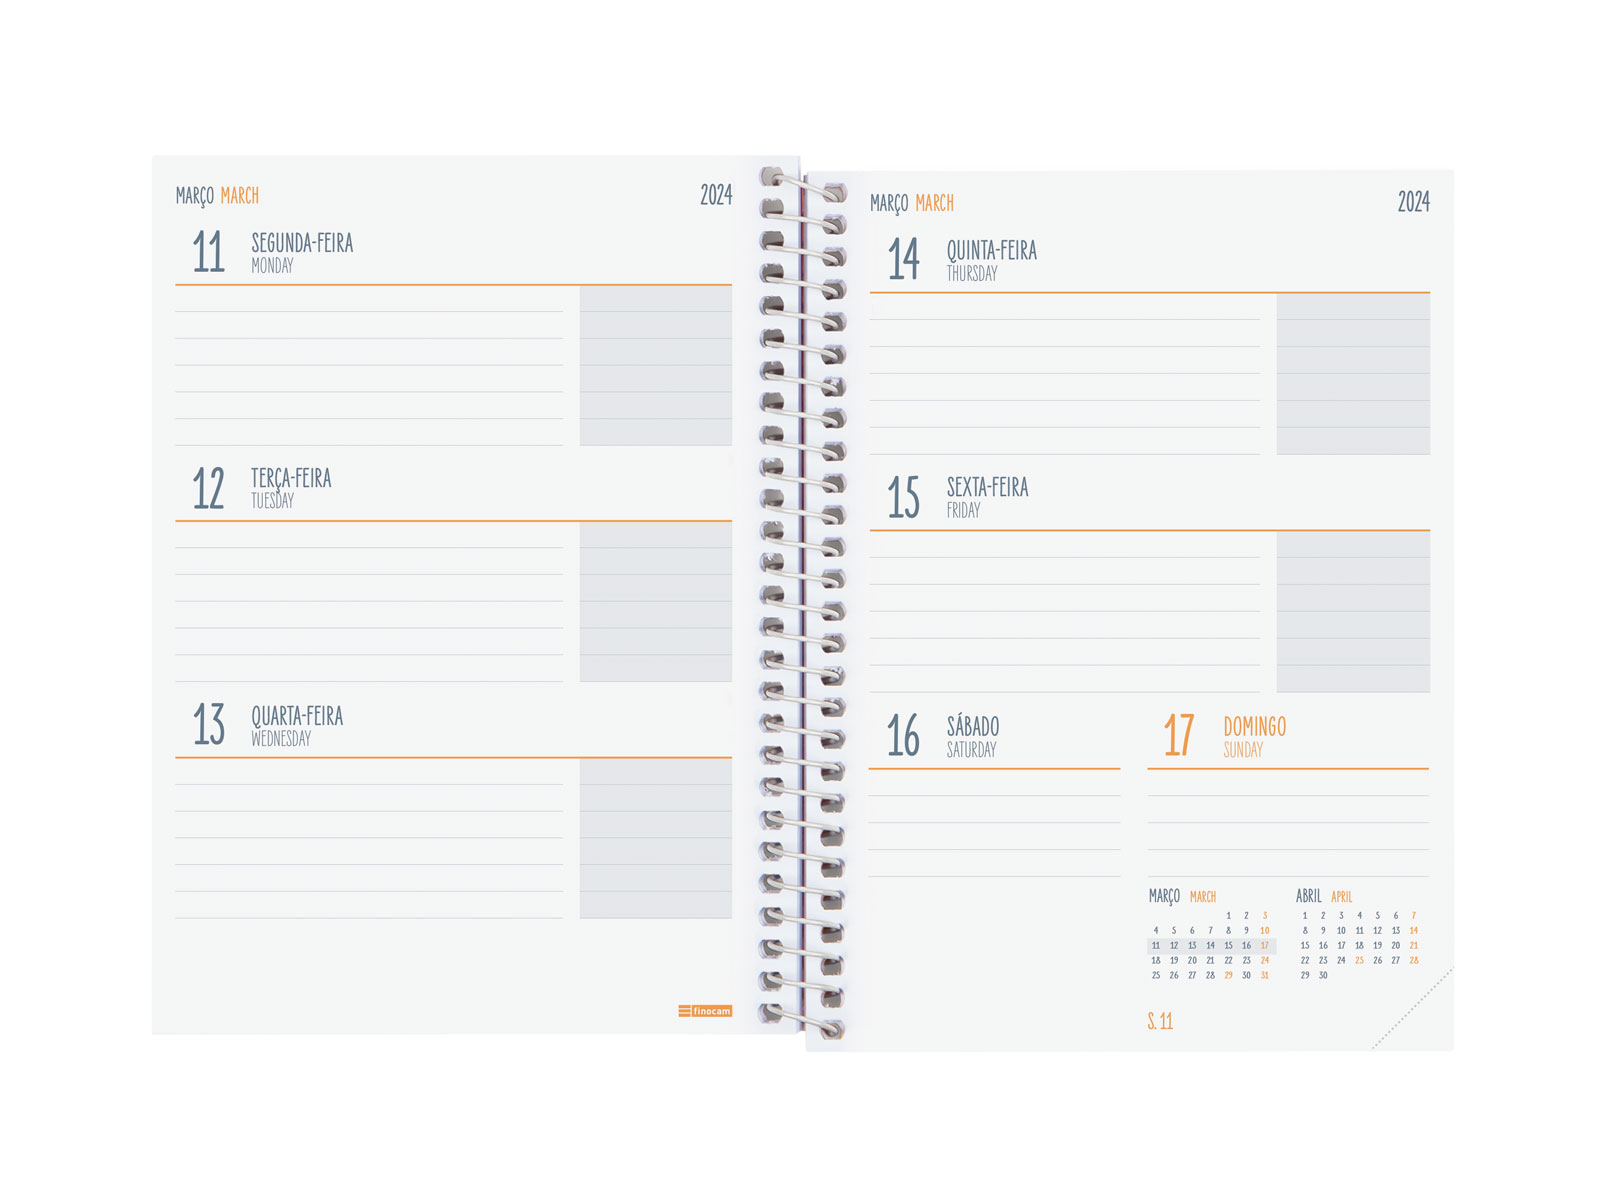 MARÇO MARCH 2024
11 SEGUNDA-FEIRA
MONDAY
12 TERÇA-FEIRA
TUESDAY
13 QUARTA-FEIRA
WEDNESDAY
finocam
MARÇO MARCH 2024
14 QUINTA-FEIRA
THURSDAY
15 SEXTA-FEIRA
FRIDAY
16 SÁBADO
SATURDAY
17 DOMINGO
SUNDAY
MARÇO MARCH
1 2 3
4 5 6 7 8 9 10
11 12 13 14 15 16 17
18 19 20 21 22 23 24
25 26 27 28 29 30 31
ABRIL APRIL
1 2 3 4 5 6 7
8 9 10 11 12 13 14
15 16 17 18 19 20 21
22 23 24 25 26 27 28
29 30
S. 11